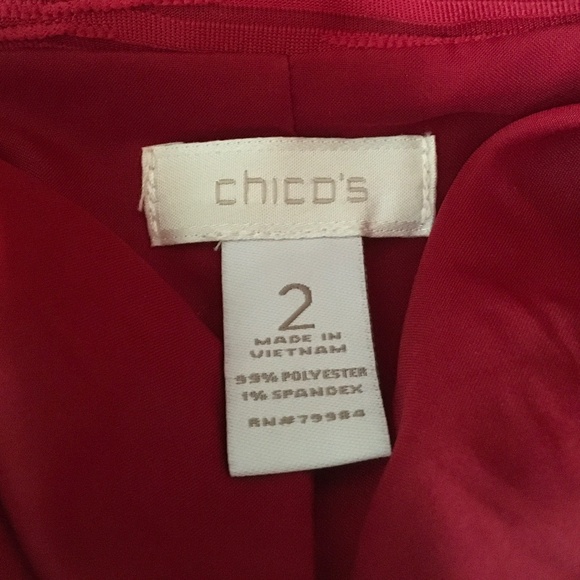 chico's
2
MADE IN
VIETNAM
99% POLYESTER
1% SPANDEX
RN#79984